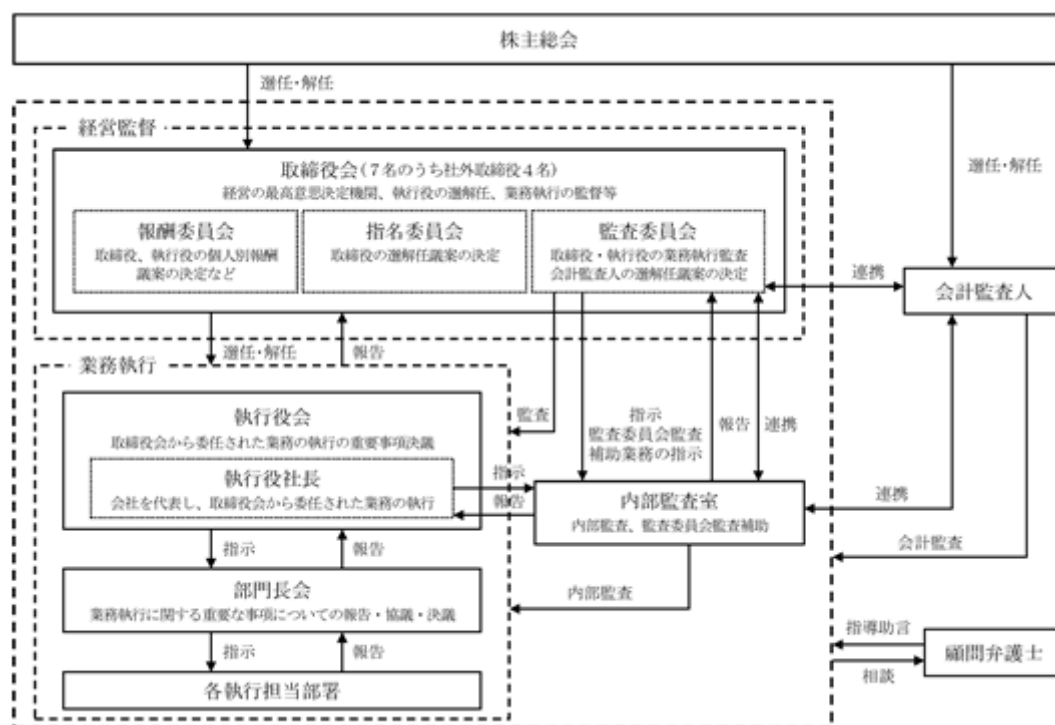 株主総会
選任・解任
経営監督
選任・解任
取締役会(7名のうち社外取締役4名)
経営の最高意思決定機関、執行役の選解任、業務執行の監督等
報酬委員会
取締役、執行役の個人別報酬
議案の決定など
指名委員会
取締役の選解任議案の決定
監査委員会
取締役・執行役の業務執行監査
会計監査人の選解任議案の決定
連携
会計監査人
選任・解任
報告
業務執行
執行役会
取締役会から委任された業務の執行の重要事項決議
執行役社長
会社を代表し、取締役会から委任された業務の執行
監査
指示
監査委員会監査
補助業務の指示
報告
連携
指示
報告
内部監査室
内部監査、監査委員会監査補助
連携
会計監査
指示
報告
部門長会
業務執行に関する重要な事項についての報告・協議・決議
内部監査
指示
報告
各執行担当部署
指導助言
相談
顧問弁護士